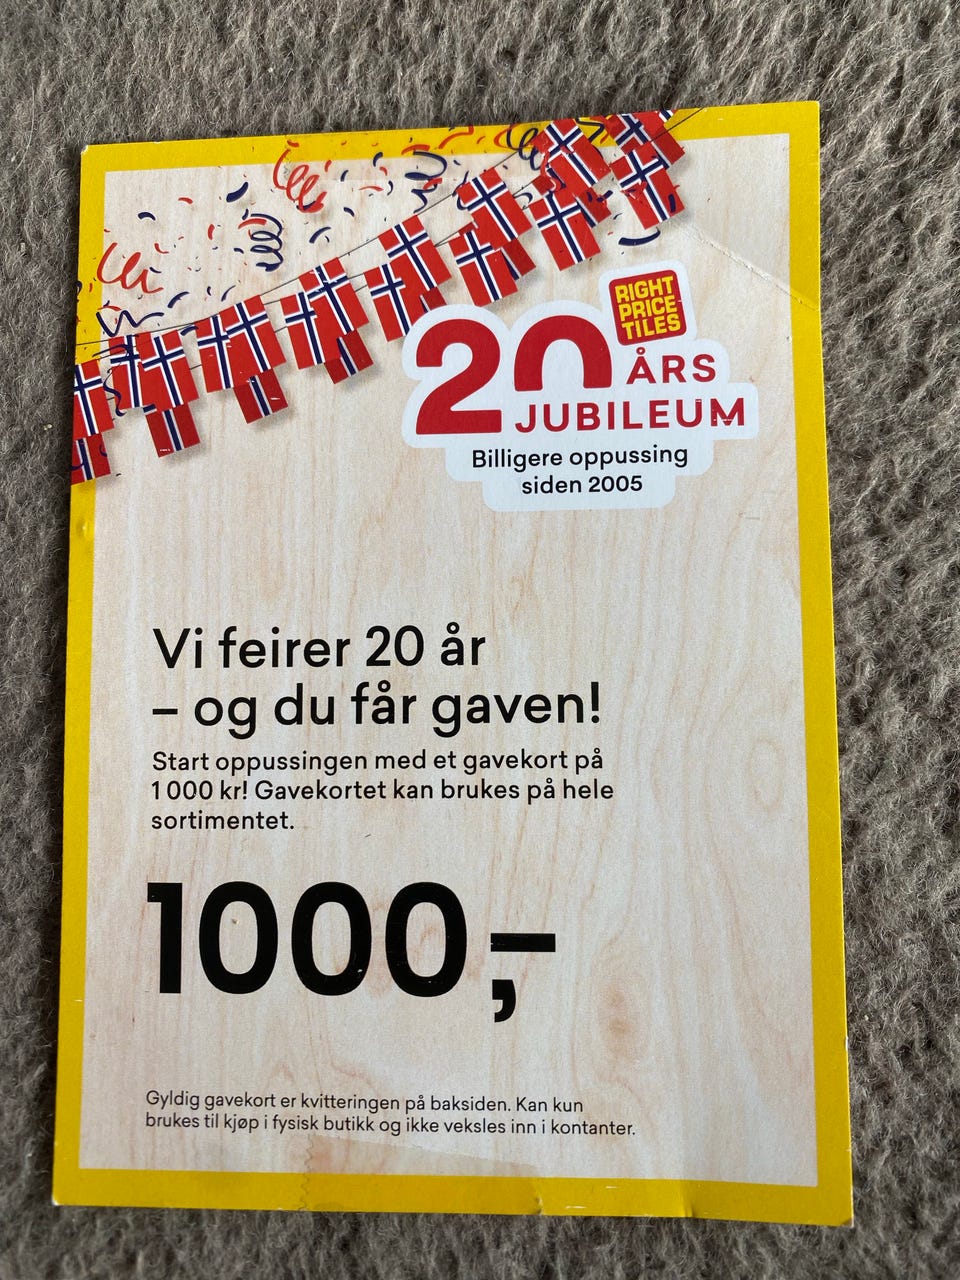 RIGHT
PRICE
TILES
20 ÅRS
JUBILEUM
Billigere oppussing
siden 2005
Vi feirer 20 år
– og du får gaven!
Start oppussingen med et gavekort på
1 000 kr! Gavekortet kan brukes på hele
sortimentet.
1000,-
Gyldig gavekort er kvitteringen på baksiden. Kan kun
brukes til kjøp i fysisk butikk og ikke veksles inn i kontanter.